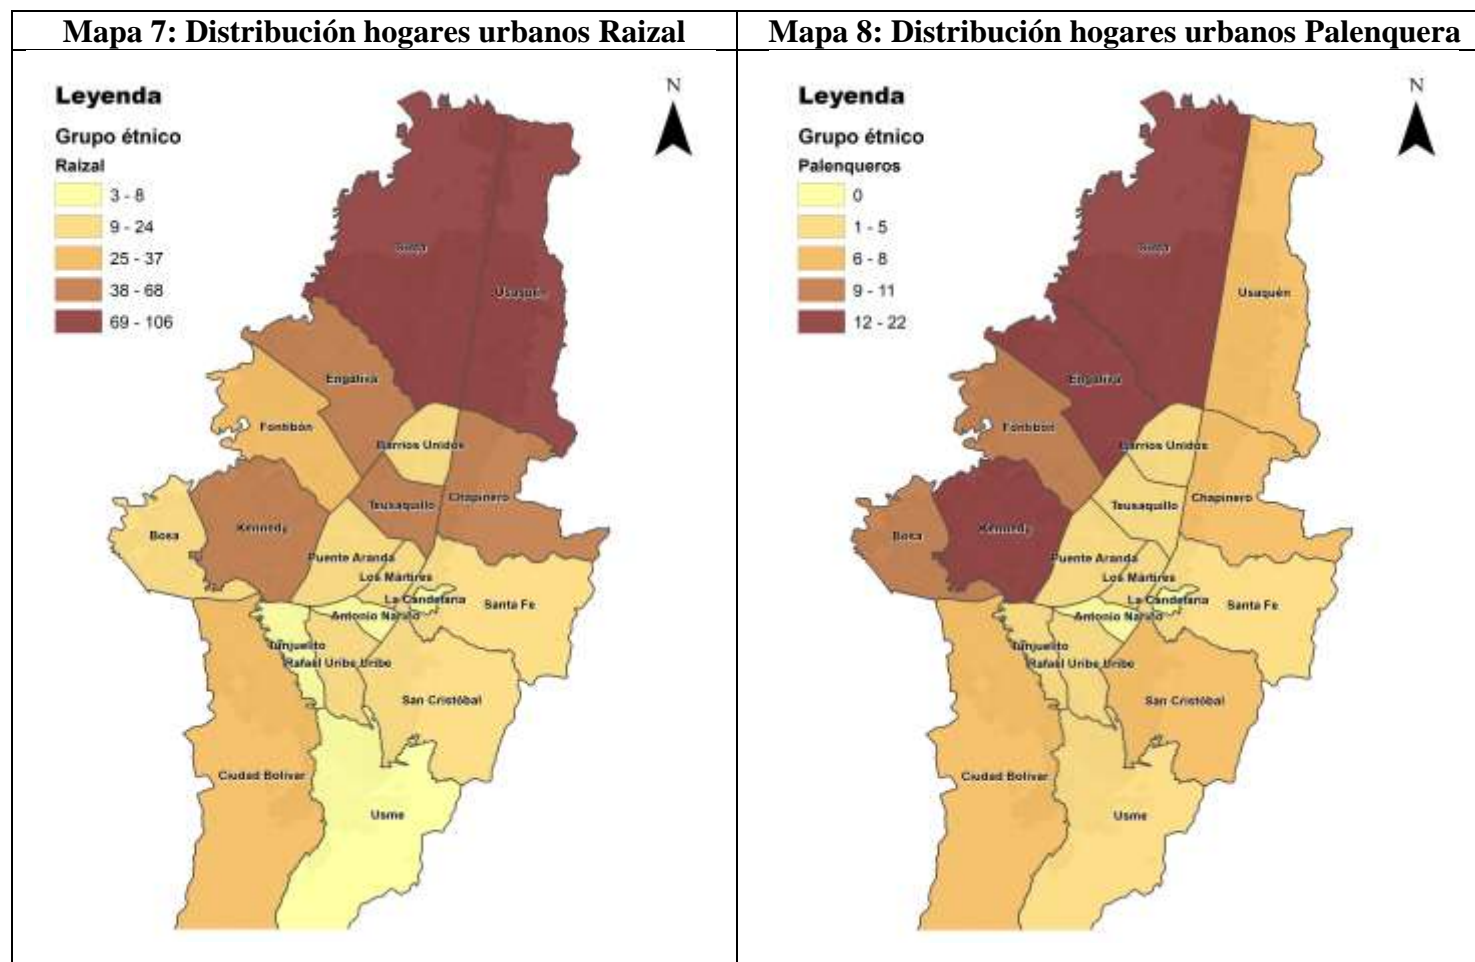 Mapa 7: Distribución hogares urbanos Raizal
Leyenda
Grupo étnico
Raizal
3 - 8
9 - 24
25 - 37
38 - 68
69 - 106
N
Suba
Usaquén
Engativá
Fontibón
Barrios Unidos
Teusaquillo
Chapinero
Bosa
Kennedy
Puente Aranda
Los Mártires
La Candelaria
Santa Fe
Antonio Nariño
Tunjuelito
Rafael Uribe Uribe
San Cristóbal
Ciudad Bolívar
Usme
Mapa 8: Distribución hogares urbanos Palenquera
Leyenda
Grupo étnico
Palenqueros
0
1 - 5
6 - 8
9 - 11
12 - 22
N
Suba
Usaquén
Engativá
Fontibón
Barrios Unidos
Teusaquillo
Chapinero
Bosa
Kennedy
Puente Aranda
Los Mártires
La Candelaria
Santa Fe
Antonio Nariño
Tunjuelito
Rafael Uribe Uribe
San Cristóbal
Ciudad Bolívar
Usme